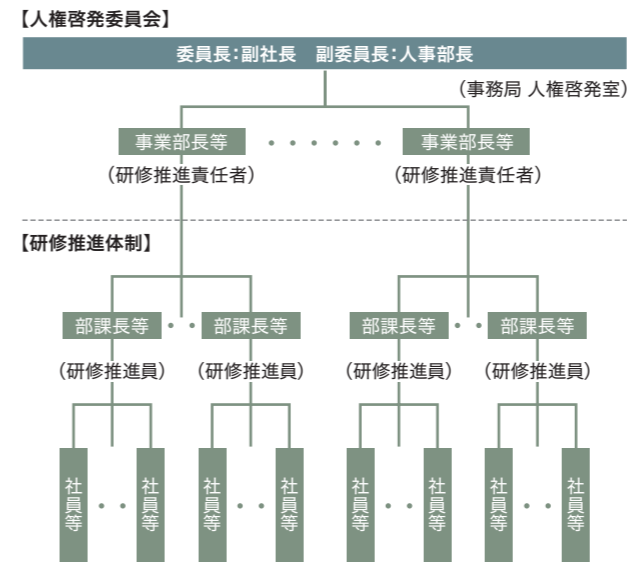 【人権啓発委員会】
委員長：副社長　副委員長：人事部長
（事務局 人権啓発室）
事業部長等 ・・・・・・ 事業部長等
（研修推進責任者） （研修推進責任者）
【研修推進体制】
部課長等 ・・ 部課長等 部課長等 ・・ 部課長等
（研修推進員） （研修推進員） （研修推進員） （研修推進員）
社員等 ・・ 社員等 社員等 ・・ 社員等 社員等 ・・ 社員等 社員等 ・・ 社員等